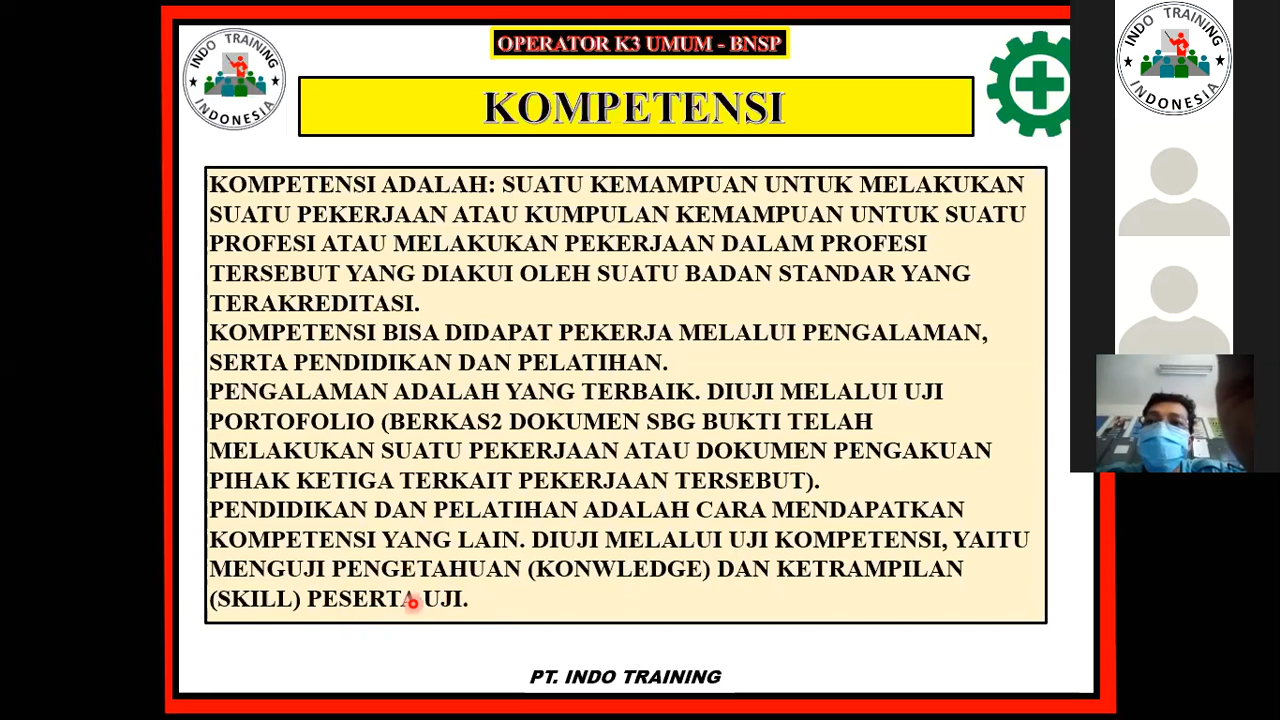 OPERATOR K3 UMUM - BNSP
INDO TRAINING
INDONESIA
KOMPETENSI
INDO TRAINING
INDONESIA
KOMPETENSI ADALAH: SUATU KEMAMPUAN UNTUK MELAKUKAN
SUATU PEKERJAAN ATAU KUMPULAN KEMAMPUAN UNTUK SUATU
PROFESI ATAU MELAKUKAN PEKERJAAN DALAM PROFESI
TERSEBUT YANG DIAKUI OLEH SUATU BADAN STANDAR YANG
TERAKREDITASI.
KOMPETENSI BISA DIDAPAT PEKERJA MELALUI PENGALAMAN,
SERTA PENDIDIKAN DAN PELATIHAN.
PENGALAMAN ADALAH YANG TERBAIK. DIUJI MELALUI UJI
PORTOFOLIO (BERKAS2 DOKUMEN SBG BUKTI TELAH
MELAKUKAN SUATU PEKERJAAN ATAU DOKUMEN PENGAKUAN
PIHAK KETIGA TERKAIT PEKERJAAN TERSEBUT).
PENDIDIKAN DAN PELATIHAN ADALAH CARA MENDAPATKAN
KOMPETENSI YANG LAIN. DIUJI MELALUI UJI KOMPETENSI, YAITU
MENGUJI PENGETAHUAN (KONWLEDGE) DAN KETRAMPILAN
(SKILL) PESERTA UJI.
PT. INDO TRAINING